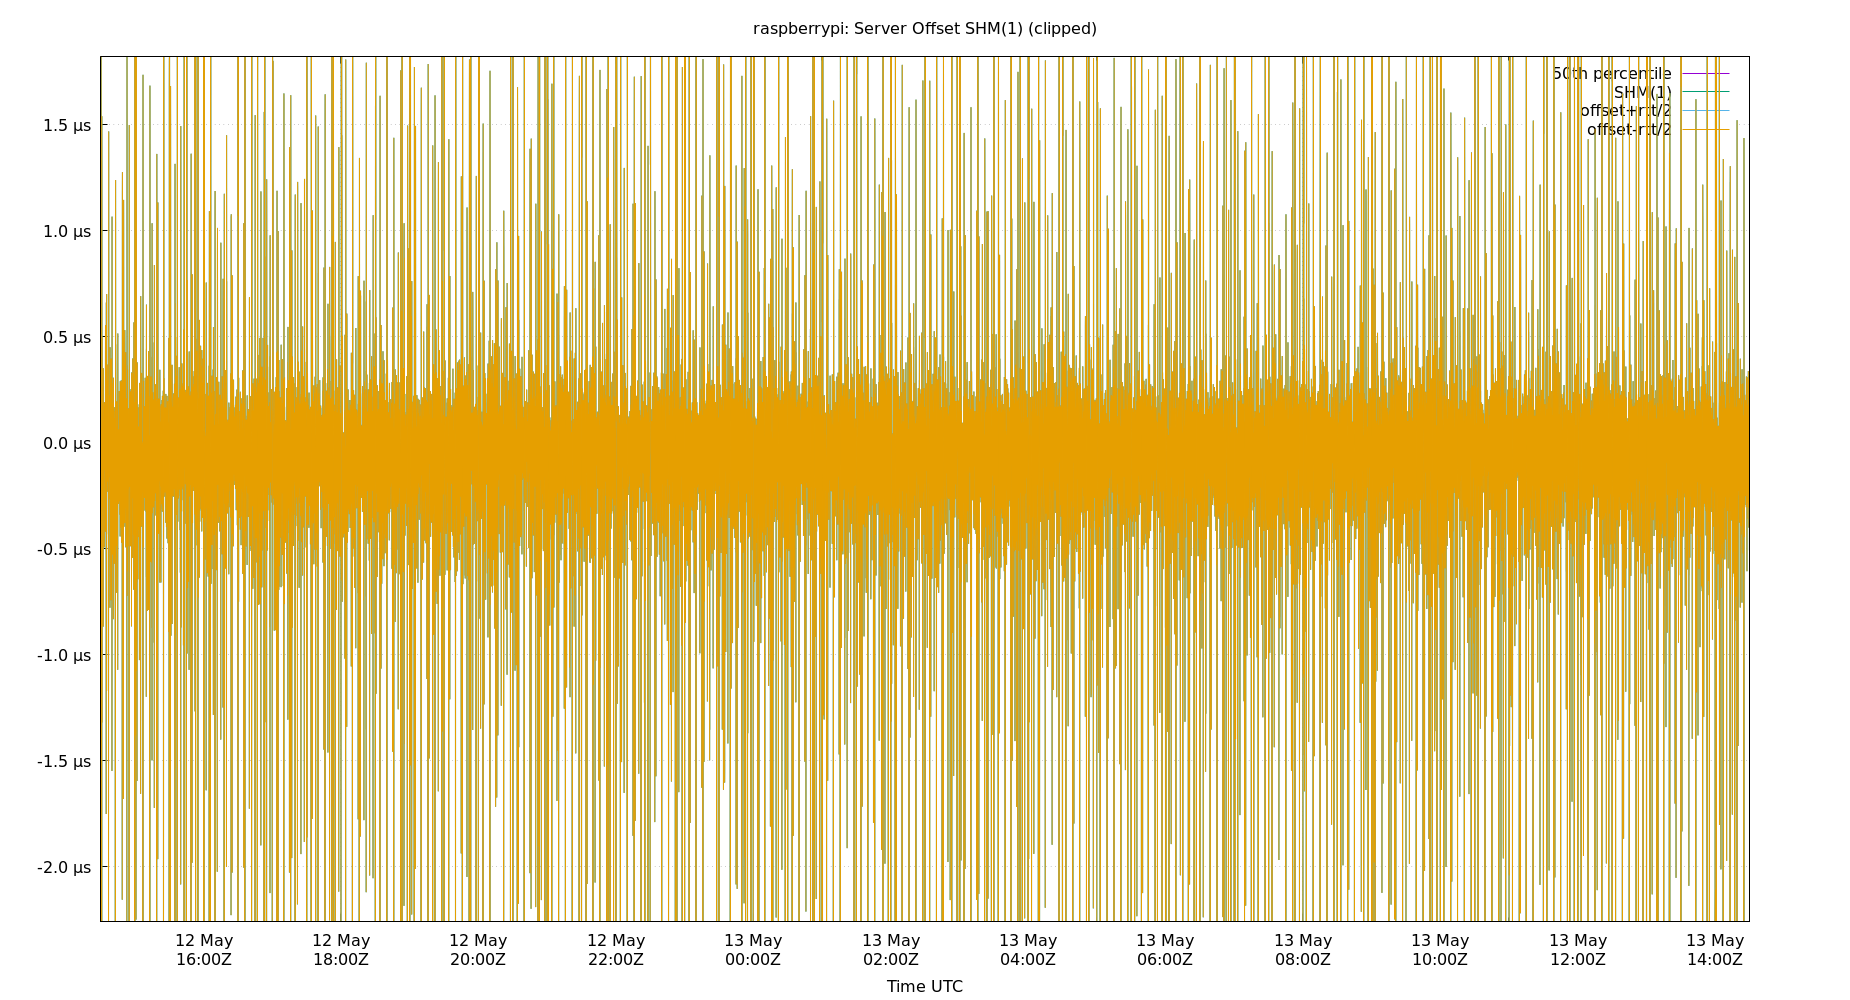 raspberrypi: Server Offset SHM(1) (clipped)
50th percentile
SHM(1)
offset+rtt/2
offset-rtt/2
1.5 µs
1.0 µs
0.5 µs
0.0 µs
-0.5 µs
-1.0 µs
-1.5 µs
-2.0 µs
12 May 12 May 12 May 12 May 13 May 13 May 13 May 13 May 13 May 13 May 13 May 13 May
16:00Z 18:00Z 20:00Z 22:00Z 00:00Z 02:00Z 04:00Z 06:00Z 08:00Z 10:00Z 12:00Z 14:00Z
Time UTC